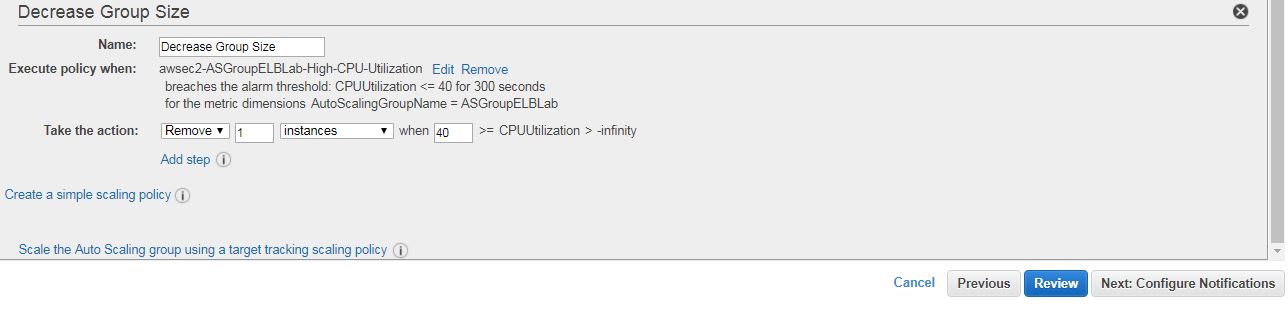 Decrease Group Size
Name: Decrease Group Size
Execute policy when: awsec2-ASGroupELBLab-High-CPU-Utilization Edit Remove
breaches the alarm threshold: CPUUtilization <= 40 for 300 seconds
for the metric dimensions AutoScalingGroupName = ASGroupELBLab
Take the action: Remove 1 instances when 40 >= CPUUtilization > -infinity
Add step i
Create a simple scaling policy i
Scale the Auto Scaling group using a target tracking scaling policy i
Cancel Previous Review Next: Configure Notifications